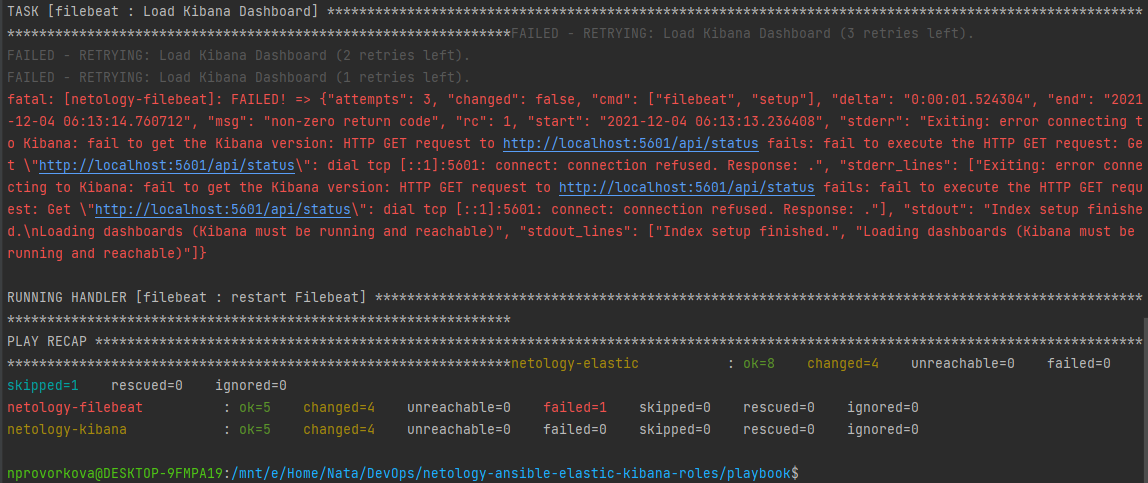 TASK [filebeat : Load Kibana Dashboard] ******************************************************************************************************
***************************************************************FAILED - RETRYING: Load Kibana Dashboard (3 retries left).
FAILED - RETRYING: Load Kibana Dashboard (2 retries left).
FAILED - RETRYING: Load Kibana Dashboard (1 retries left).
fatal: [netology-filebeat]: FAILED! => {"attempts": 3, "changed": false, "cmd": ["filebeat", "setup"], "delta": "0:00:01.524304", "end": "2021
-12-04 06:13:14.760712", "msg": "non-zero return code", "rc": 1, "start": "2021-12-04 06:13:13.236408", "stderr": "Exiting: error connecting t
o Kibana: fail to get the Kibana version: HTTP GET request to http://localhost:5601/api/status fails: fail to execute the HTTP GET request: Ge
t \"http://localhost:5601/api/status\": dial tcp [::1]:5601: connect: connection refused. Response: .", "stderr_lines": ["Exiting: error conne
cting to Kibana: fail to get the Kibana version: HTTP GET request to http://localhost:5601/api/status fails: fail to execute the HTTP GET requ
est: Get \"http://localhost:5601/api/status\": dial tcp [::1]:5601: connect: connection refused. Response: ."], "stdout": "Index setup finishe
d.\nLoading dashboards (Kibana must be running and reachable)", "stdout_lines": ["Index setup finished.", "Loading dashboards (Kibana must be
running and reachable)"]}
RUNNING HANDLER [filebeat : restart Filebeat] ************************************************************************************************
***************************************************************
PLAY RECAP ***********************************************************************************************************************************
***************************************************************netology-elastic           : ok=8    changed=4    unreachable=0    failed=0
skipped=1    rescued=0    ignored=0
netology-filebeat          : ok=5    changed=4    unreachable=0    failed=1    skipped=0    rescued=0    ignored=0
netology-kibana            : ok=5    changed=4    unreachable=0    failed=0    skipped=0    rescued=0    ignored=0
nprovorkova@DESKTOP-9FMPA19:/mnt/e/Home/Nata/DevOps/netology-ansible-elastic-kibana-roles/playbook$